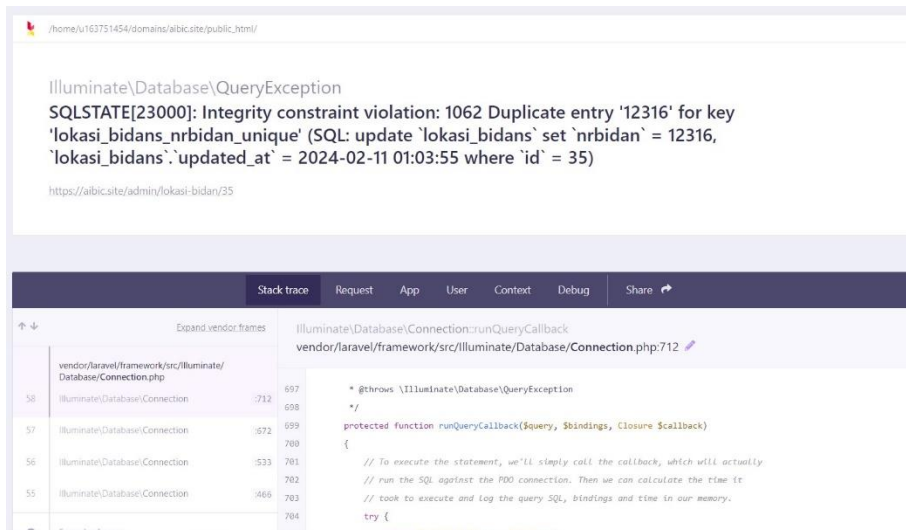 /home/u163751454/domains/aibic.site/public_html/
Illuminate\Database\QueryException
SQLSTATE[23000]: Integrity constraint violation: 1062 Duplicate entry '12316' for key
'lokasi_bidans_nrbidan_unique' (SQL: update `lokasi_bidans` set `nrbidan` = 12316,
`lokasi_bidans`.`updated_at` = 2024-02-11 01:03:55 where `id` = 35)
https://aibic.site/admin/lokasi-bidan/35
Stack trace Request App User Context Debug Share
Expand vendor frames
Illuminate\Database\Connection::runQueryCallback
vendor/laravel/framework/src/Illuminate/Database/Connection.php:712
vendor/laravel/framework/src/Illuminate/
Database/Connection.php
58 Illuminate\Database\Connection :712
57 Illuminate\Database\Connection :672
56 Illuminate\Database\Connection :533
55 Illuminate\Database\Connection :466
697 * @throws \Illuminate\Database\QueryException
698 */
699 protected function runQueryCallback($query, $bindings, Closure $callback)
700 {
701 // To execute the statement, we'll simply call the callback, which will actually
702 // run the SQL against the PDO connection. Then we can calculate the time it
703 // took to execute and log the query SQL, bindings and time in our memory.
704 try {